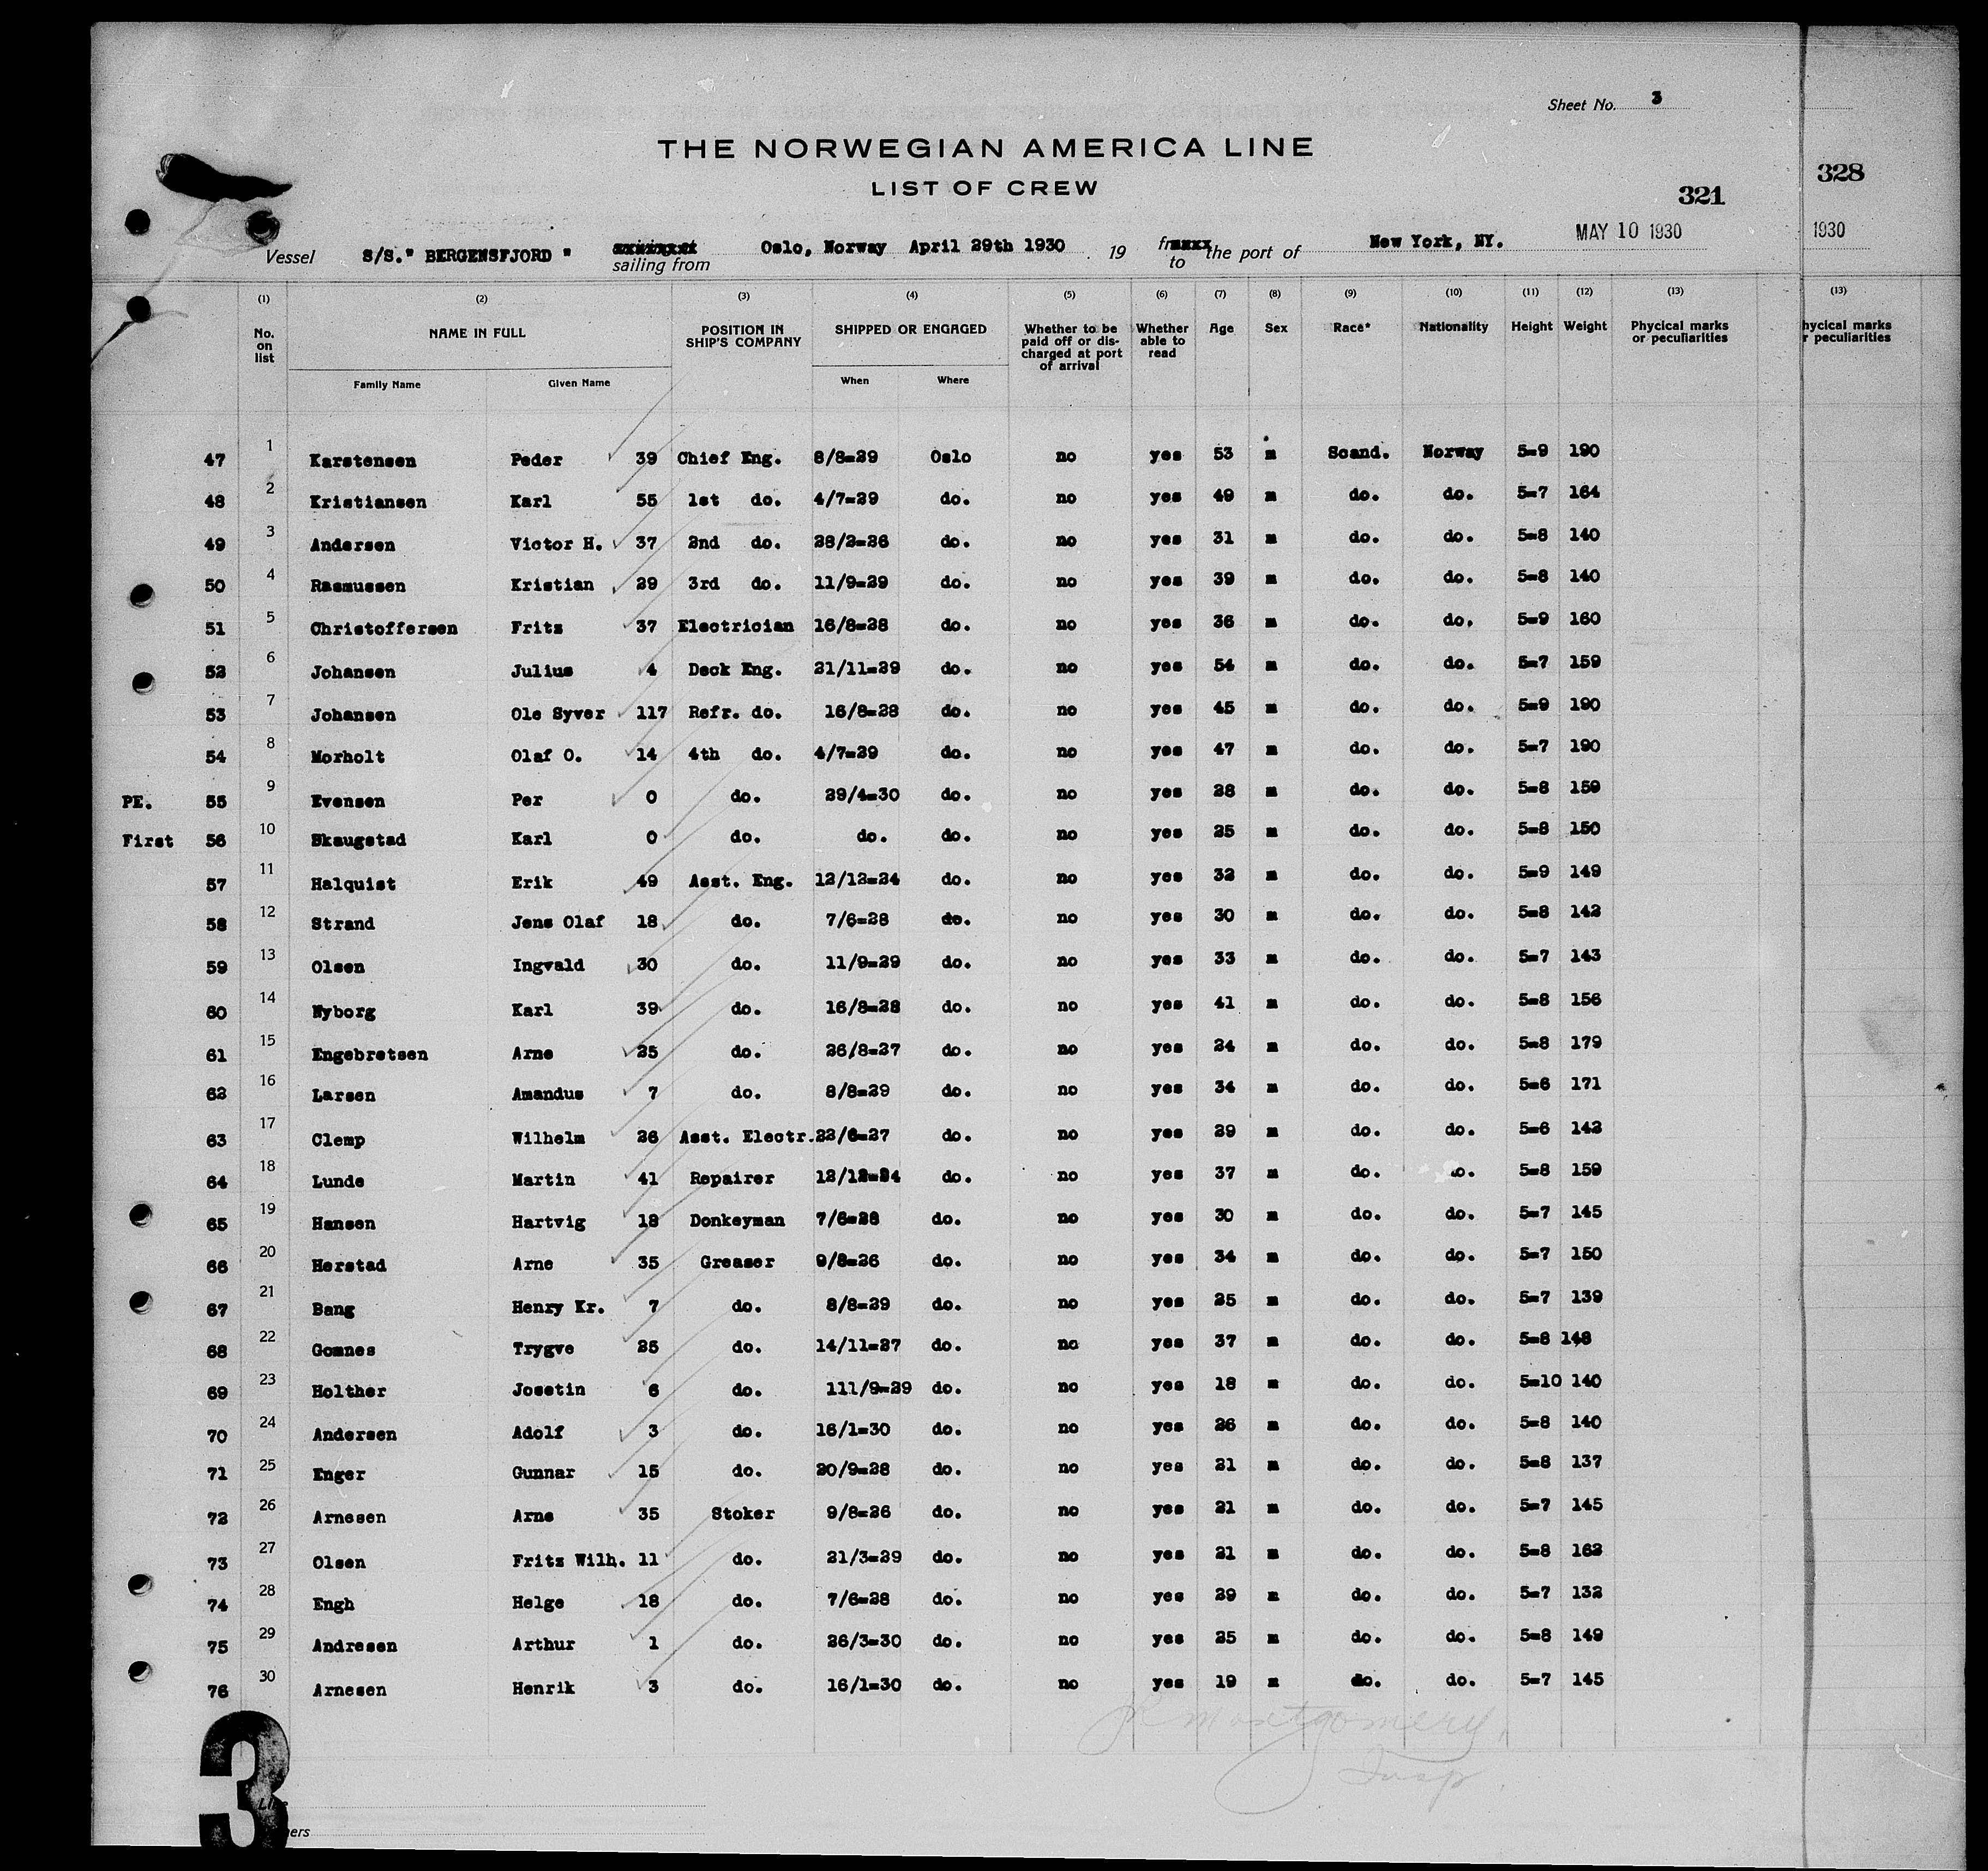 Sheet No. 3
THE NORWEGIAN AMERICA LINE
LIST OF CREW
328
321
Vessel S/S." BERGENSFJORD " sailing from Oslo, Norway April 29th 1930 . 19 to the port of New York, NY. MAY 10 1930 1930
(1) (2) (3) (4) (5) (6) (7) (8) (9) (10) (11) (12) (13) (13)
No. on list NAME IN FULL POSITION IN SHIP'S COMPANY SHIPPED OR ENGAGED Whether to be paid off or discharged at port of arrival Whether able to read Age Sex Race* Nationality Height Weight Phycical marks or peculiarities hycical marks r peculiarities
Family Name Given Name When Where
47 1 Karstensen Peder 39 Chief Eng. 8/8=29 Oslo no yes 53 m Scand. Norway 5=9 190
48 2 Kristiansen Karl 55 1st do. 4/7=29 do. no yes 49 m do. do. 5=7 164
49 3 Andersen Victor H. 37 2nd do. 28/2=26 do. no yes 31 m do. do. 5=8 140
50 4 Rasmussen Kristian 29 3rd do. 11/9=29 do. no yes 39 m do. do. 5=8 140
51 5 Christoffersen Fritz 37 Electrician 16/8=28 do. no yes 36 m do. do. 5=9 160
52 6 Johansen Julius 4 Deck Eng. 21/11=29 do. no yes 54 m do. do. 5=7 159
53 7 Johansen Ole Syver 117 Refr. do. 16/8=28 do. no yes 45 m do. do. 5=9 190
54 8 Morholt Olaf O. 14 4th do. 4/7=29 do. no yes 47 m do. do. 5=7 190
PE. 55 9 Evensen Per 0 do. 29/4=30 do. no yes 28 m do. do. 5=8 159
First 56 10 Skaugstad Karl 0 do. do. do. no yes 25 m do. do. 5=8 150
57 11 Halquist Erik 49 Asst. Eng. 12/12=24 do. no yes 32 m do. do. 5=9 149
58 12 Strand Jens Olaf 18 do. 7/6=28 do. no yes 30 m do. do. 5=8 142
59 13 Olsen Ingvald 30 do. 11/9=29 do. no yes 33 m do. do. 5=7 143
60 14 Nyborg Karl 39 do. 16/8=28 do. no yes 41 m do. do. 5=8 156
61 15 Engebretsen Arne 25 do. 26/8=27 do. no yes 24 m do. do. 5=8 179
62 16 Larsen Amandus 7 do. 8/8=29 do. no yes 34 m do. do. 5=6 171
63 17 Clemp Wilhelm 26 Asst. Electr. 22/6=27 do. no yes 29 m do. do. 5=6 142
64 18 Lunde Martin 41 Repairer 12/12=24 do. no yes 37 m do. do. 5=8 159
65 19 Hansen Hartvig 18 Donkeyman 7/6=28 do. no yes 30 m do. do. 5=7 145
66 20 Herstad Arne 35 Greaser 9/8=26 do. no yes 34 m do. do. 5=7 150
67 21 Bang Henry Kr. 7 do. 8/8=29 do. no yes 25 m do. do. 5=7 139
68 22 Gomnes Trygve 25 do. 14/11=27 do. no yes 37 m do. do. 5=8 148
69 23 Holther Jostein 6 do. 111/9=29 do. no yes 18 m do. do. 5=10 140
70 24 Andersen Adolf 3 do. 16/1=30 do. no yes 26 m do. do. 5=8 140
71 25 Enger Gunnar 15 do. 20/9=28 do. no yes 21 m do. do. 5=8 137
72 26 Arnesen Arne 35 Stoker 9/8=26 do. no yes 21 m do. do. 5=7 145
73 27 Olsen Fritz Wilh. 11 do. 21/3=29 do. no yes 21 m do. do. 5=8 162
74 28 Engh Helge 18 do. 7/6=28 do. no yes 29 m do. do. 5=7 132
75 29 Andresen Arthur 1 do. 26/3=30 do. no yes 25 m do. do. 5=8 149
76 30 Arnesen Henrik 3 do. 16/1=30 do. no yes 19 m do. do. 5=7 145
Montgomery,
Insp.
3